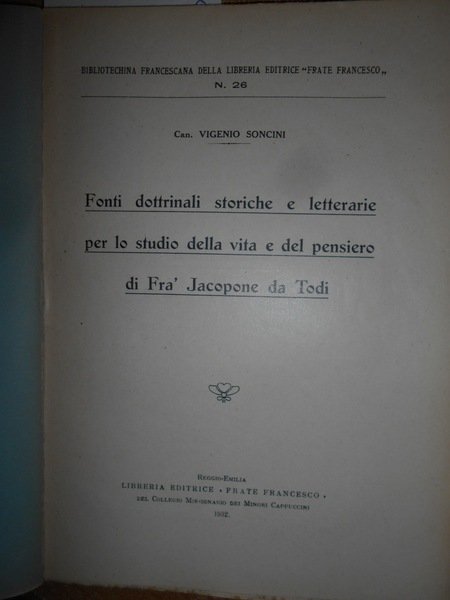 BIBLIOTECHINA FRANCESCANA DELLA LIBRERIA EDITRICE "FRATE FRANCESCO„
N. 26
Can. VIGENIO SONCINI
Fonti dottrinali storiche e letterarie
per lo studio della vita e del pensiero
di Fra' Jacopone da Todi
REGGIO-EMILIA
LIBRERIA EDITRICE « FRATE FRANCESCO »
DEL COLLEGIO MISSIONARIO DEI MINORI CAPPUCCINI
1932.